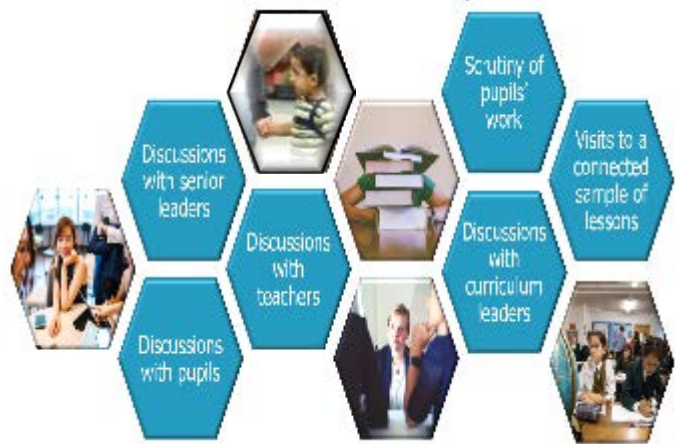 Scrutiny of
pupils'
work
Visits to a
connected
sample of
lessons
Discussions
with senior
leaders
Discussions
with
teachers
Discussions
with
curriculum
leaders
Discussions
with pupils